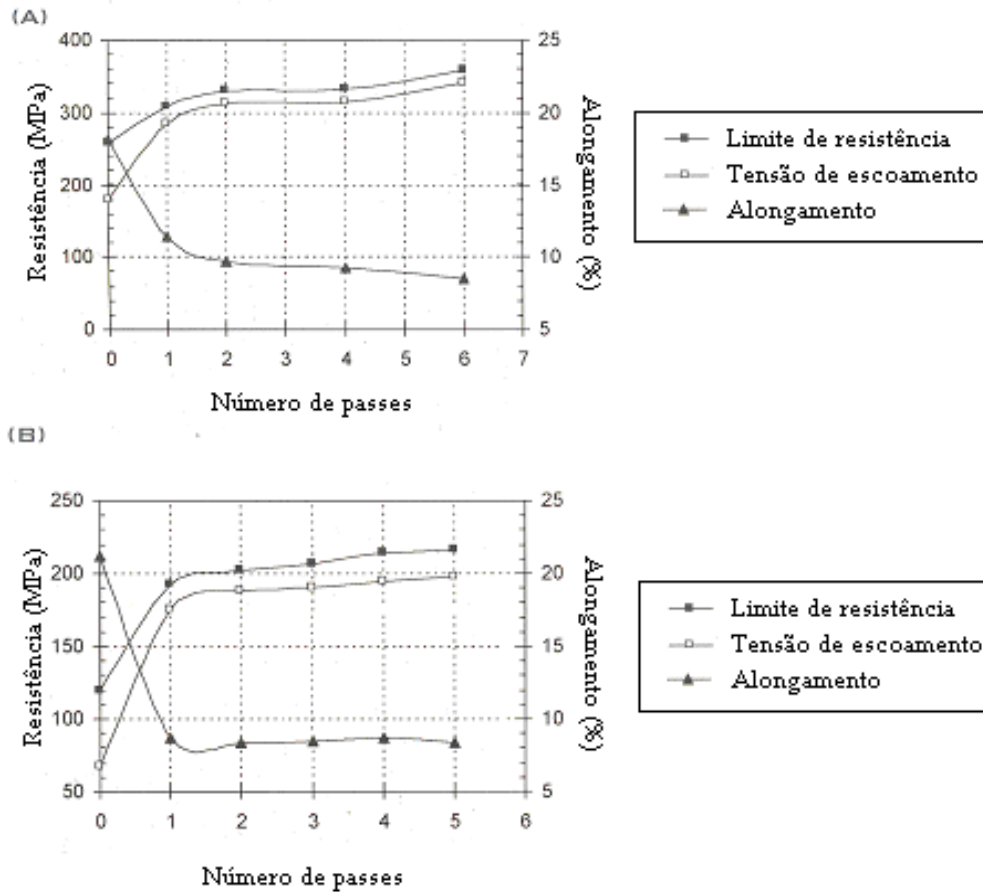 (A)
400
300
200
100
0
Resistência (MPa)
25
20
15
10
5
Alongamento (%)
0 1 2 3 4 5 6 7
Número de passes
Limite de resistência
Tensão de escoamento
Alongamento
(B)
250
200
150
100
50
Resistência (MPa)
25
20
15
10
5
Alongamento (%)
0 1 2 3 4 5 6
Número de passes
Limite de resistência
Tensão de escoamento
Alongamento